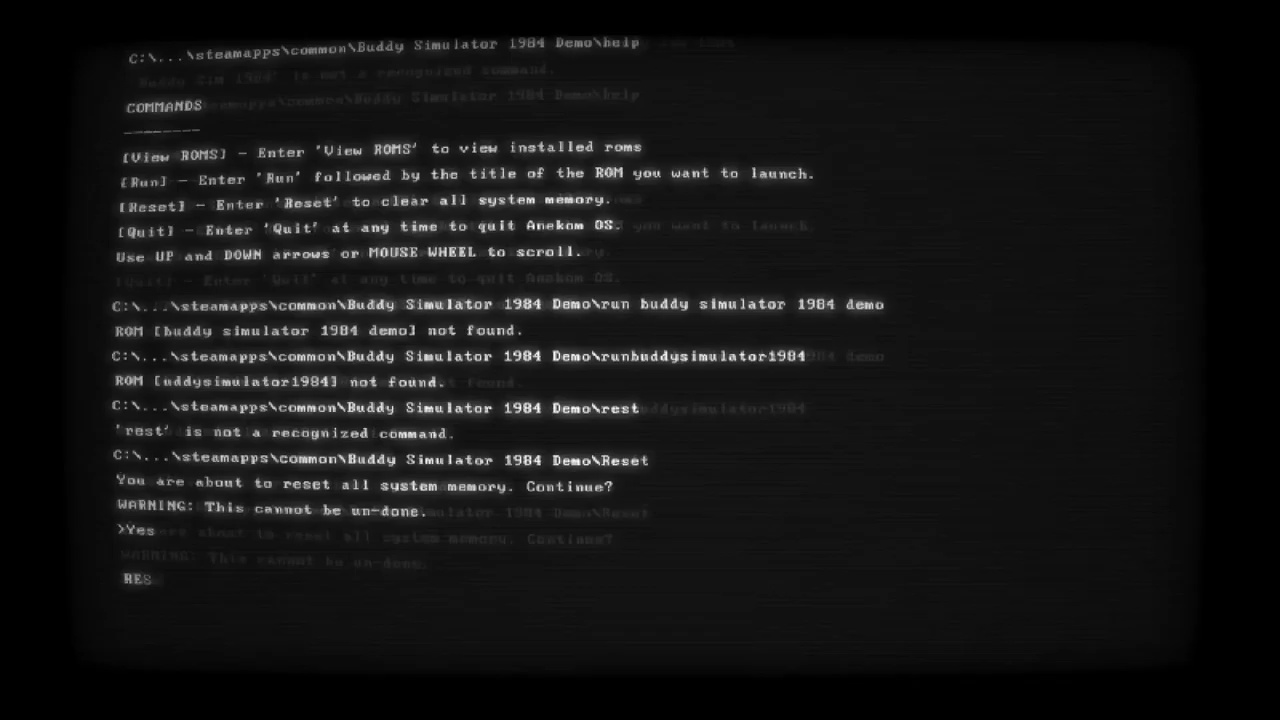 C:\...\steamapps\common\Buddy Simulator 1984 Demo\help
COMMANDS
--------
[View ROMS] - Enter 'View ROMS' to view installed roms
[Run] - Enter 'Run' followed by the title of the ROM you want to launch.
[Reset] - Enter 'Reset' to clear all system memory.
[Quit] - Enter 'Quit' at any time to quit Anekom OS.
Use UP and DOWN arrows or MOUSE WHEEL to scroll.
C:\...\steamapps\common\Buddy Simulator 1984 Demo\run buddy simulator 1984 demo
ROM [buddy simulator 1984 demo] not found.
C:\...\steamapps\common\Buddy Simulator 1984 Demo\runbuddysimulator1984
ROM [uddysimulator1984] not found.
C:\...\steamapps\common\Buddy Simulator 1984 Demo\rest
'rest' is not a recognized command.
C:\...\steamapps\common\Buddy Simulator 1984 Demo\Reset
You are about to reset all system memory. Continue?
WARNING: This cannot be un-done.
>Yes
RES